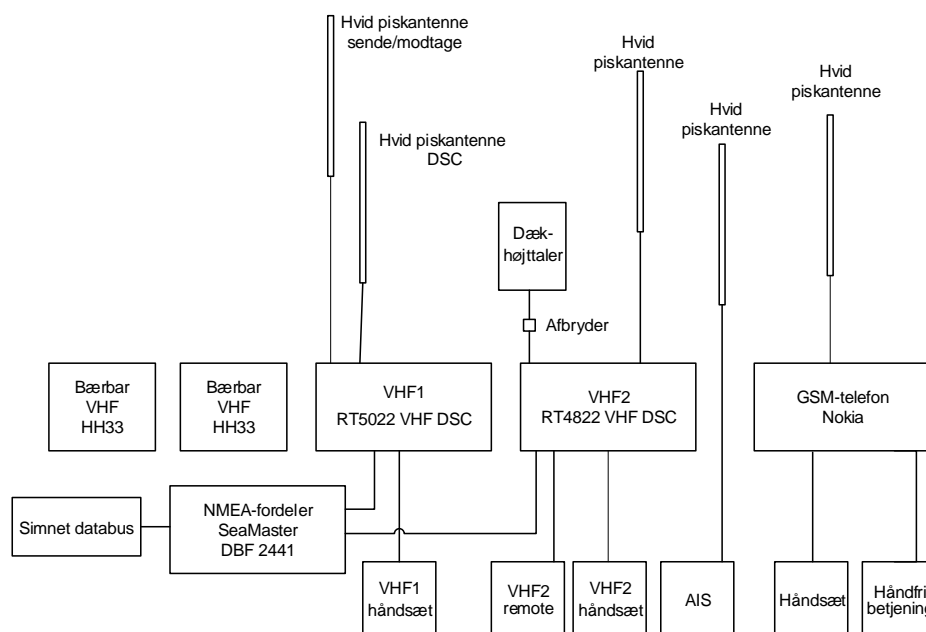 Hvid piskantenne
sende/modtage
Hvid piskantenne
DSC
Hvid
piskantenne
Hvid
piskantenne
Hvid
piskantenne
Dæk-
højttaler
Afbryder
Bærbar
VHF
HH33
Bærbar
VHF
HH33
VHF1
RT5022 VHF DSC
VHF2
RT4822 VHF DSC
GSM-telefon
Nokia
Simnet databus
NMEA-fordeler
SeaMaster
DBF 2441
VHF1
håndsæt
VHF2
remote
VHF2
håndsæt
AIS
Håndsæt
Håndfri
betjening